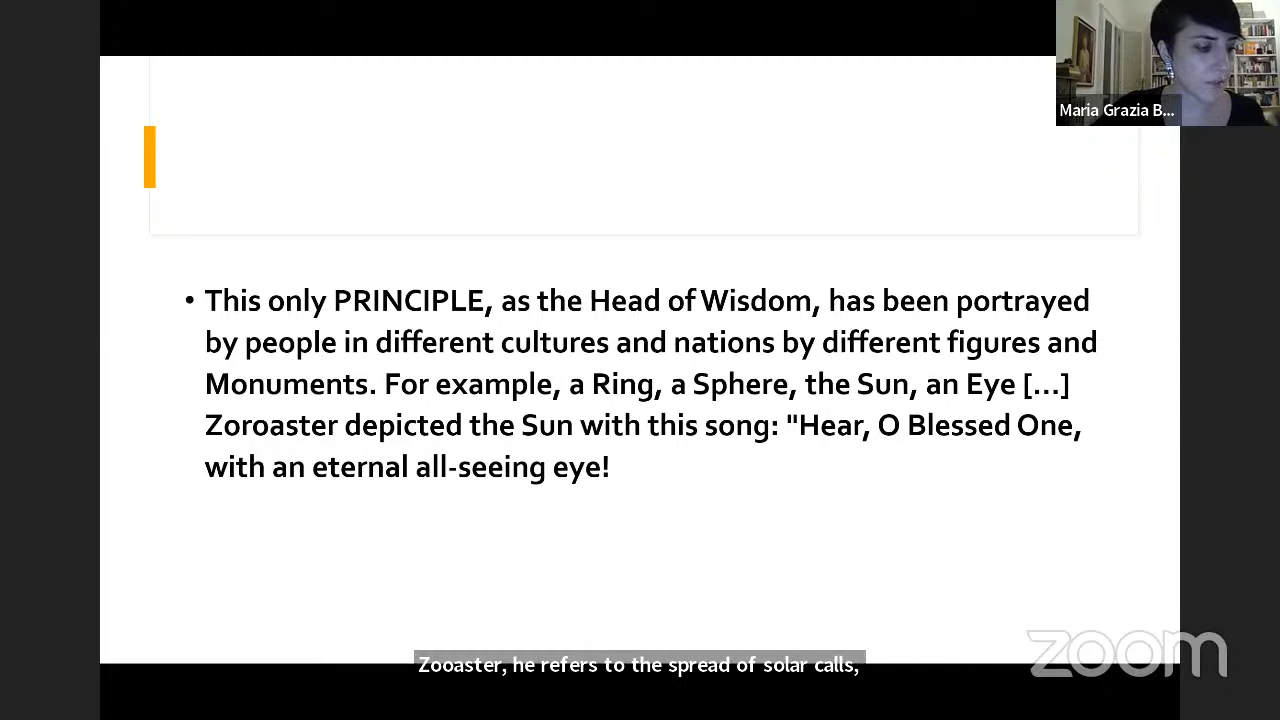 Maria Grazia B...
• This only PRINCIPLE, as the Head of Wisdom, has been portrayed
by people in different cultures and nations by different figures and
Monuments. For example, a Ring, a Sphere, the Sun, an Eye [...]
Zoroaster depicted the Sun with this song: "Hear, O Blessed One,
with an eternal all-seeing eye!
zoom
Zooaster, he refers to the spread of solar calls,